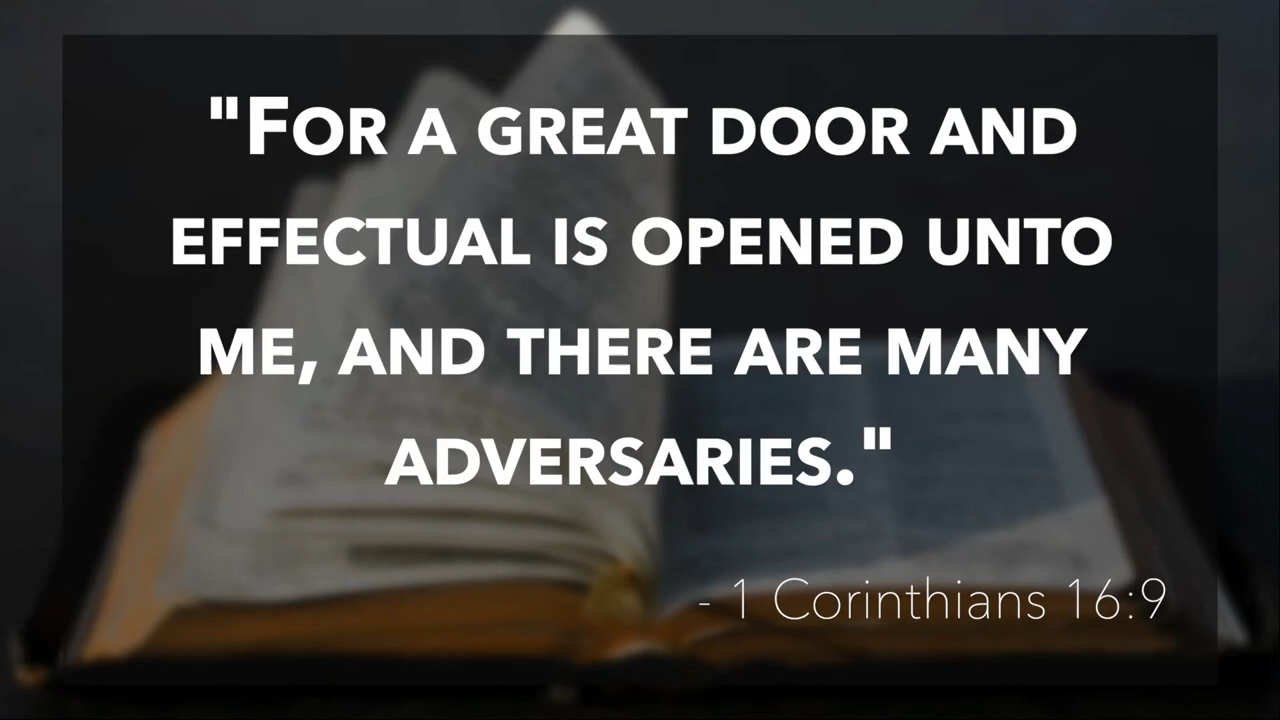 "For a great door and
effectual is opened unto
me, and there are many
adversaries."
- 1 Corinthians 16:9